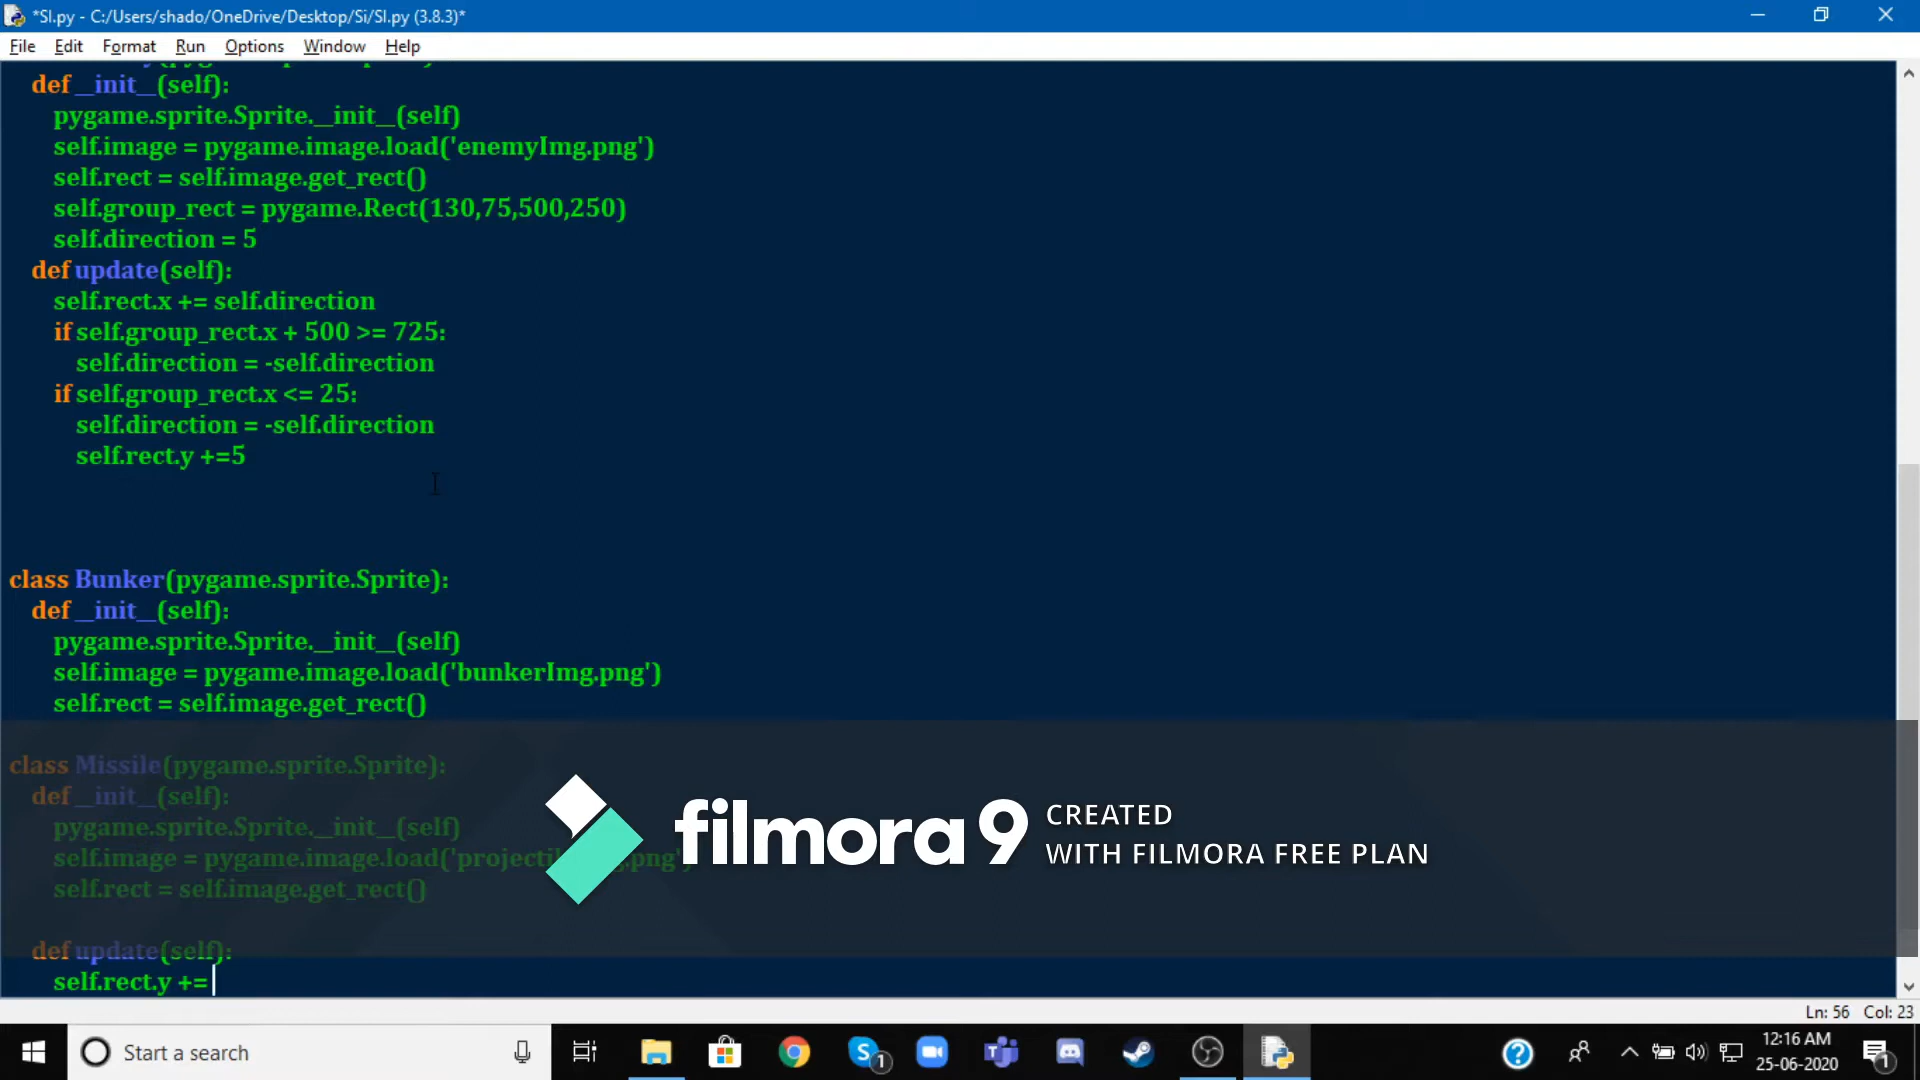 *SI.py - C:/Users/shado/OneDrive/Desktop/Si/SI.py (3.8.3)*
File Edit Format Run Options Window Help
def __init__(self):
pygame.sprite.Sprite.__init__(self)
self.image = pygame.image.load('enemyImg.png')
self.rect = self.image.get_rect()
self.group_rect = pygame.Rect(130,75,500,250)
self.direction = 5
def update(self):
self.rect.x += self.direction
if self.group_rect.x + 500 >= 725:
self.direction = -self.direction
if self.group_rect.x <= 25:
self.direction = -self.direction
self.rect.y +=5
class Bunker(pygame.sprite.Sprite):
def __init__(self):
pygame.sprite.Sprite.__init__(self)
self.image = pygame.image.load('bunkerImg.png')
self.rect = self.image.get_rect()
class Missile(pygame.sprite.Sprite):
def __init__(self):
pygame.sprite.Sprite.__init__(self)
self.image = pygame.image.load(
self.rect = self.image.get_rect()
filmora 9 CREATED
WITH FILMORA FREE PLAN
def update(self):
self.rect.y +=
Ln: 56 Col: 23
Start a search
1
12:16 AM
25-06-2020
1